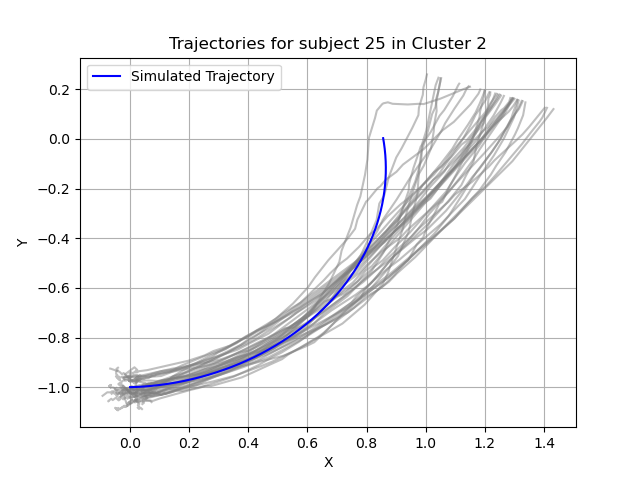 Trajectories for subject 25 in Cluster 2
Simulated Trajectory
0.2
0.0
−0.2
−0.4
−0.6
−0.8
−1.0
Y
0.0 0.2 0.4 0.6 0.8 1.0 1.2 1.4
X